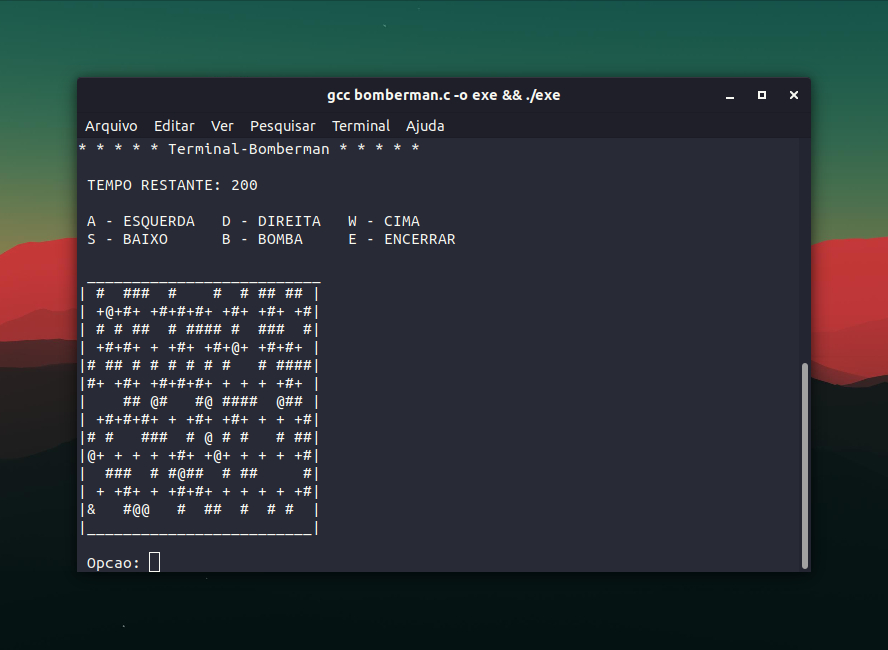 gcc bomberman.c -o exe && ./exe
Arquivo Editar Ver Pesquisar Terminal Ajuda
* * * * * Terminal-Bomberman * * * * *
TEMPO RESTANTE: 200
A - ESQUERDA   D - DIREITA   W - CIMA
S - BAIXO      B - BOMBA     E - ENCERRAR
 __________________________
| #  ###  #    #  # ## ## |
| +@+#+ +#+#+#+ +#+ +#+ +#|
| # # ##  # #### #  ###  #|
| +#+#+ + +#+ +#+@+ +#+#+ |
|# ## # # # # # #   # ####|
|#+ +#+ +#+#+#+ + + + +#+ |
|    ## @#   #@ ####  @## |
| +#+#+#+ + +#+ +#+ + + +#|
|# #   ###  # @ # #   # ##|
|@+ + + + +#+ +@+ + + + +#|
|  ###  # #@##  # ##     #|
| + +#+ + +#+#+ + + + + +#|
|&   #@@   #  ##  #  # #  |
|_________________________|
Opcao: